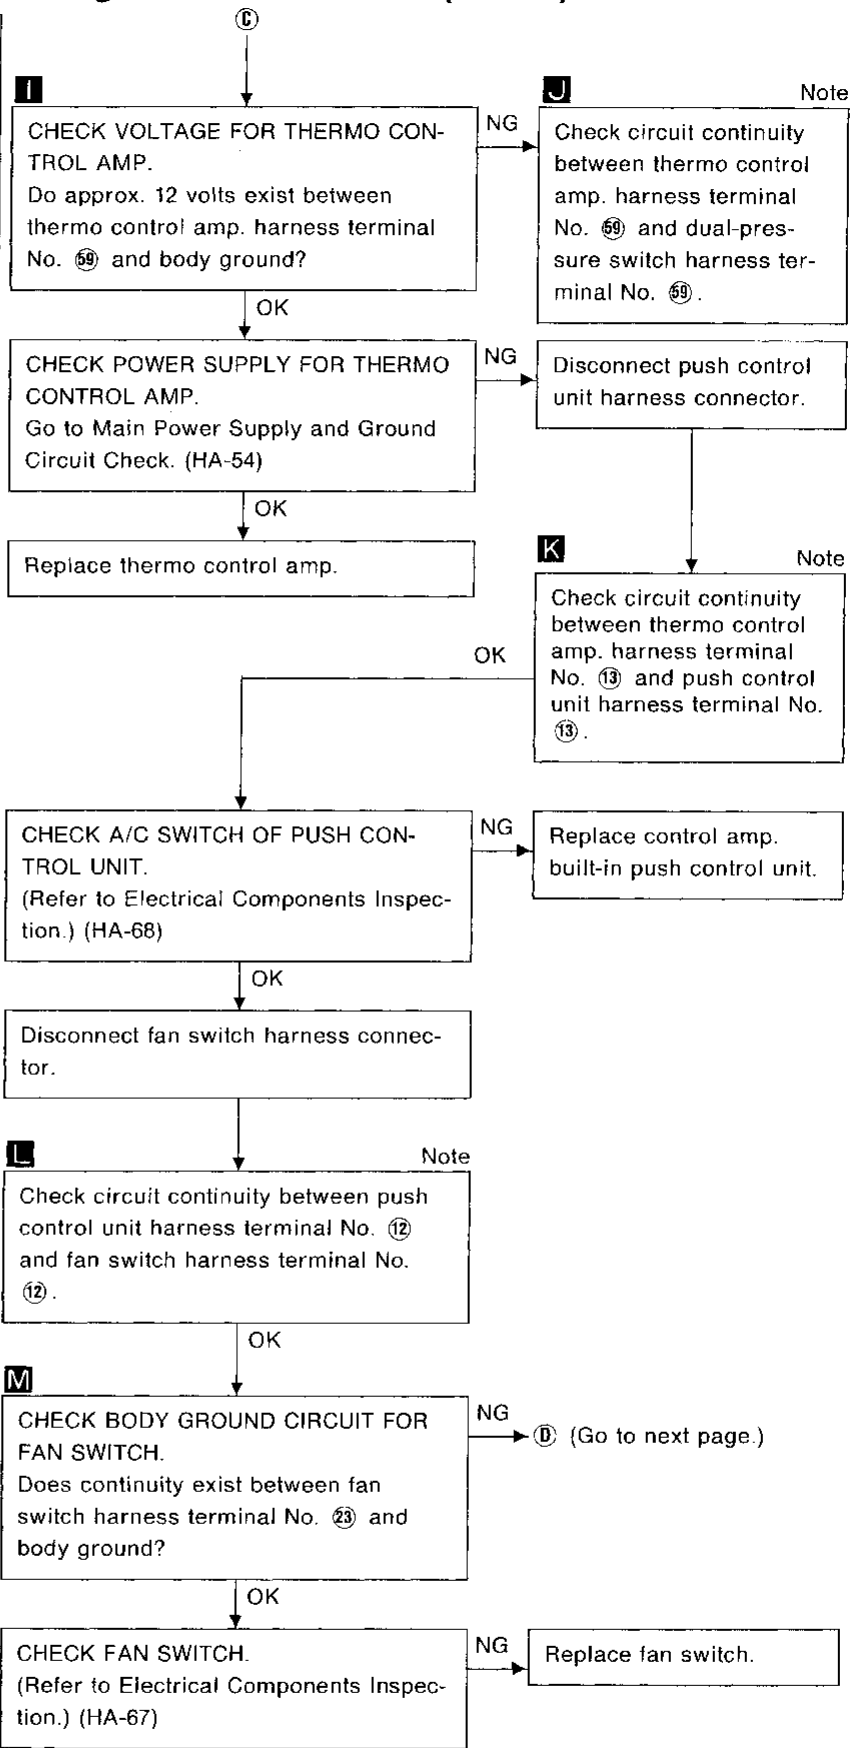 C
I
CHECK VOLTAGE FOR THERMO CON-
TROL AMP.
Do approx. 12 volts exist between
thermo control amp. harness terminal
No. 59 and body ground?
NG
J
Note
Check circuit continuity
between thermo control
amp. harness terminal
No. 59 and dual-pres-
sure switch harness ter-
minal No. 59.
OK
CHECK POWER SUPPLY FOR THERMO
CONTROL AMP.
Go to Main Power Supply and Ground
Circuit Check. (HA-54)
NG
Disconnect push control
unit harness connector.
OK
Replace thermo control amp.
K
Note
Check circuit continuity
between thermo control
amp. harness terminal
No. 13 and push control
unit harness terminal No.
13.
OK
CHECK A/C SWITCH OF PUSH CON-
TROL UNIT.
(Refer to Electrical Components Inspec-
tion.) (HA-68)
NG
Replace control amp.
built-in push control unit.
OK
Disconnect fan switch harness connec-
tor.
L
Note
Check circuit continuity between push
control unit harness terminal No. 12
and fan switch harness terminal No.
12.
OK
M
CHECK BODY GROUND CIRCUIT FOR
FAN SWITCH.
Does continuity exist between fan
switch harness terminal No. 23 and
body ground?
NG
D (Go to next page.)
OK
CHECK FAN SWITCH.
(Refer to Electrical Components Inspec-
tion.) (HA-67)
NG
Replace fan switch.